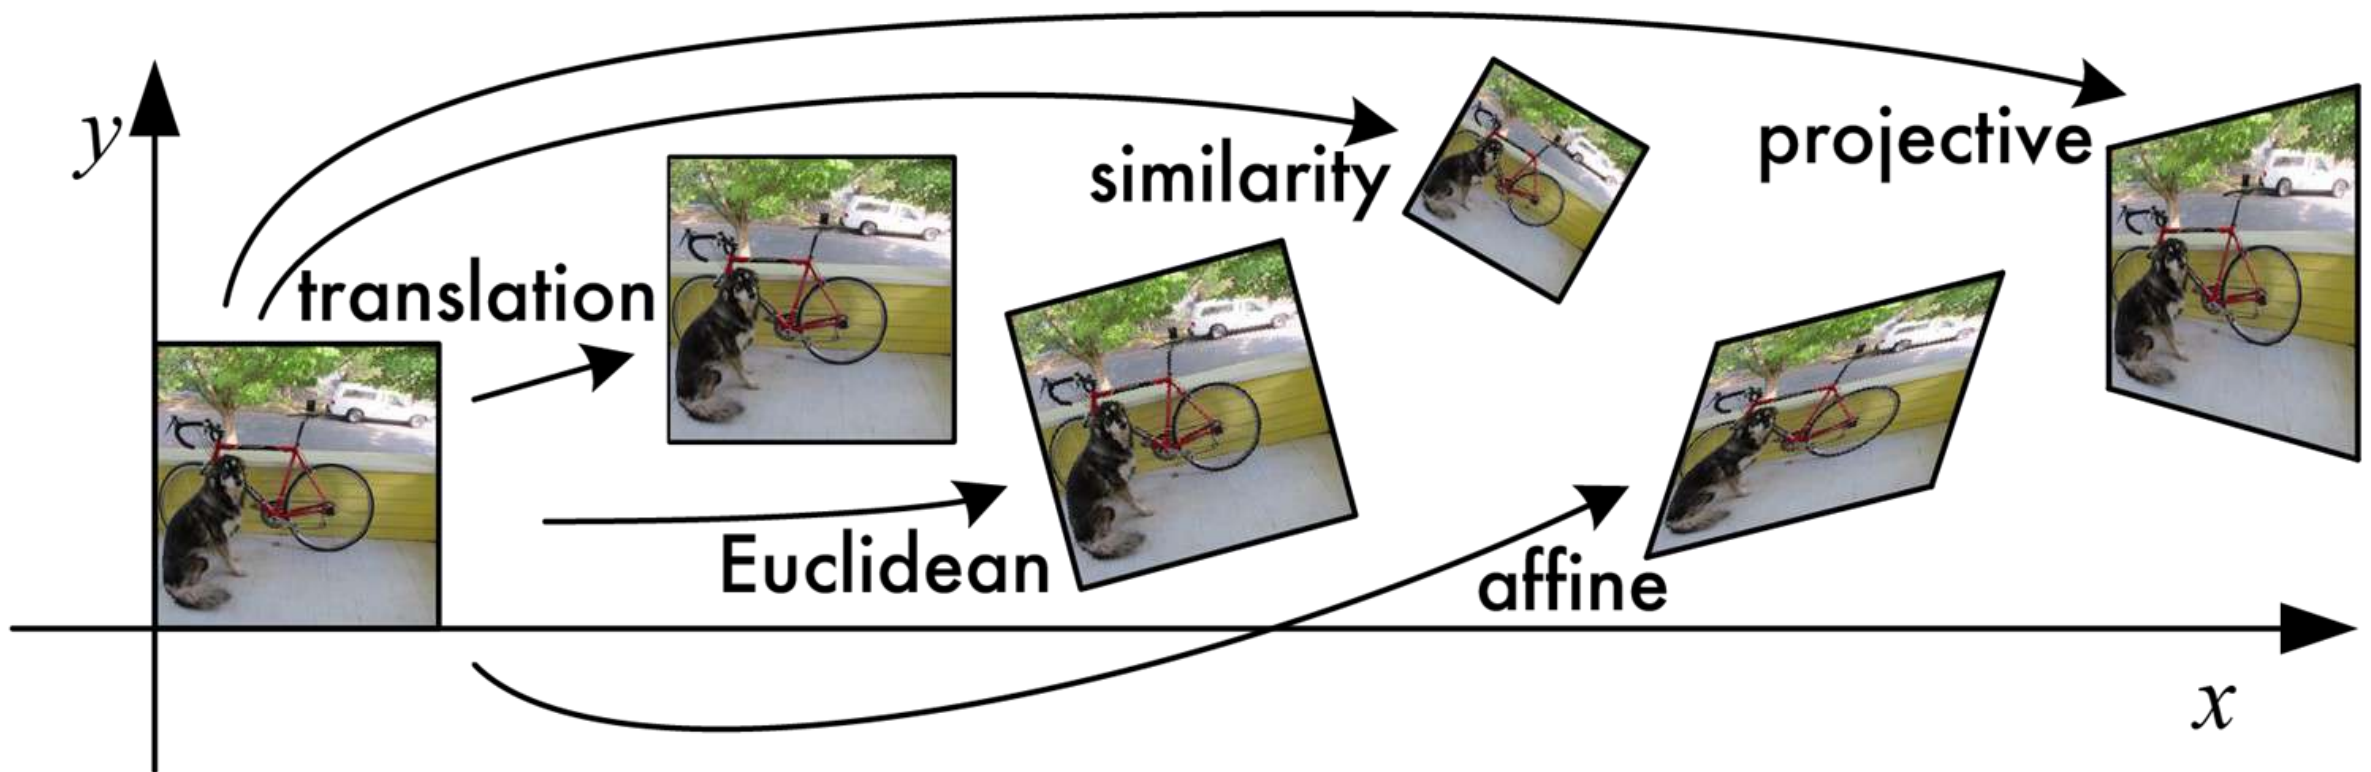 y
similarity
projective
translation
Euclidean
affine
x